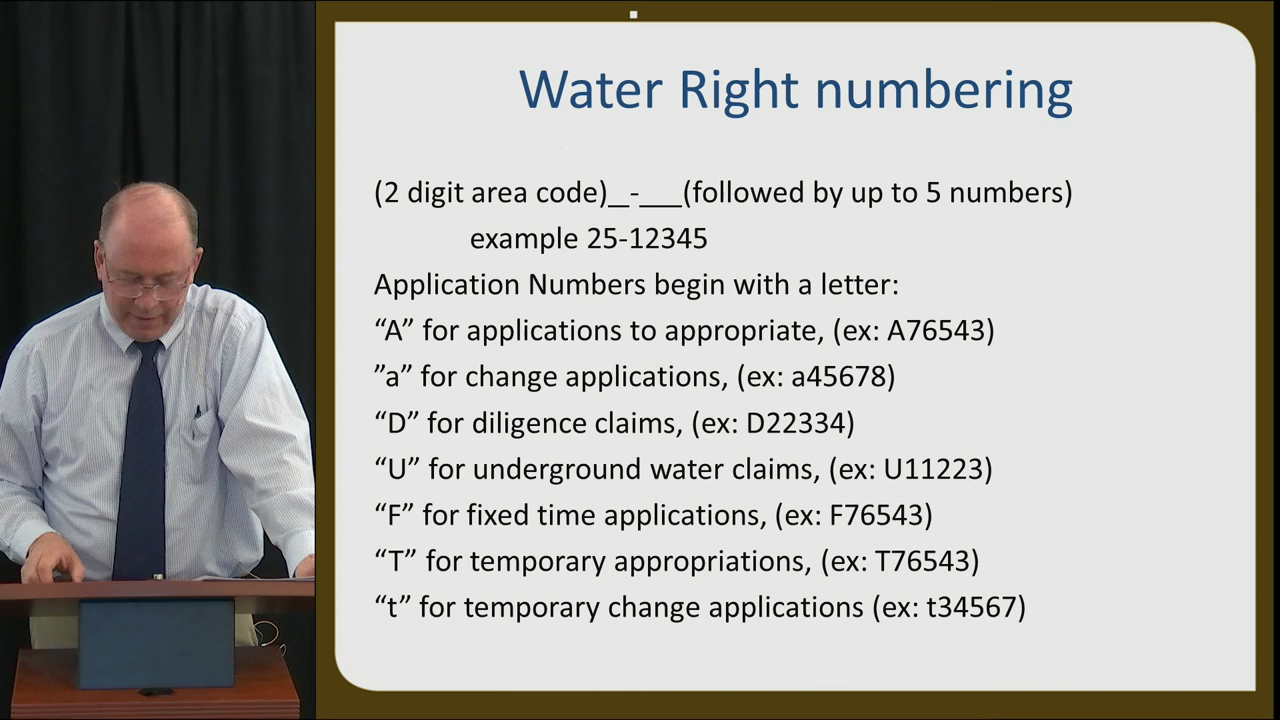 Water Right numbering
(2 digit area code)_-__(followed by up to 5 numbers)
example 25-12345
Application Numbers begin with a letter:
“A” for applications to appropriate, (ex: A76543)
”a” for change applications, (ex: a45678)
“D” for diligence claims, (ex: D22334)
“U” for underground water claims, (ex: U11223)
“F” for fixed time applications, (ex: F76543)
“T” for temporary appropriations, (ex: T76543)
“t” for temporary change applications (ex: t34567)